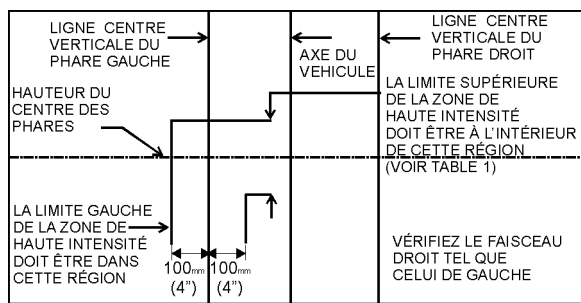 LIGNE CENTRE
VERTICALE DU
PHARE GAUCHE
AXE DU
VEHICULE
LIGNE CENTRE
VERTICALE DU
PHARE DROIT
HAUTEUR DU
CENTRE DES
PHARES
LA LIMITE SUPÉRIEURE
DE LA ZONE DE
HAUTE INTENSITÉ
DOIT ÊTRE À L'INTÉRIEUR
DE CETTE RÉGION
(VOIR TABLE 1)
LA LIMITE GAUCHE
DE LA ZONE DE
HAUTE INTENSITÉ
DOIT ÊTRE DANS
CETTE RÉGION
100mm
(4")
100mm
(4")
VÉRIFIEZ LE FAISCEAU
DROIT TEL QUE
CELUI DE GAUCHE